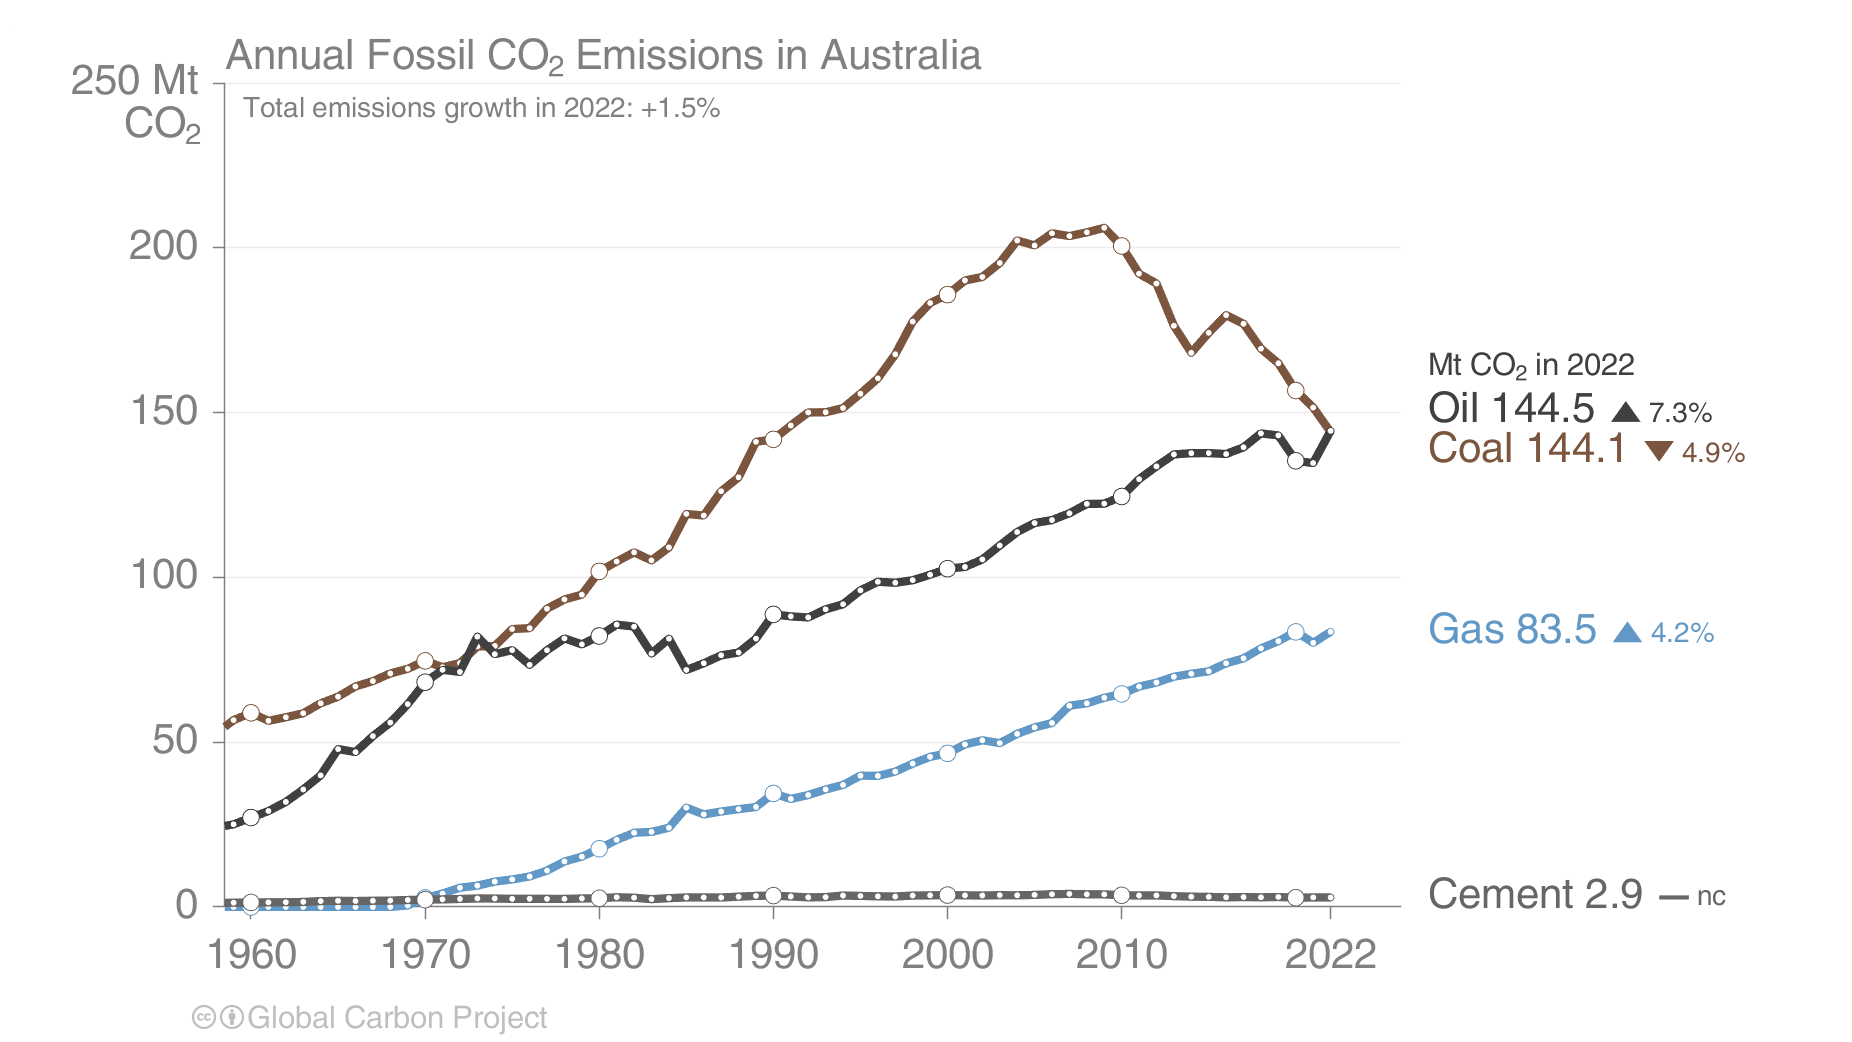 Annual Fossil CO₂ Emissions in Australia
250 Mt
CO₂
Total emissions growth in 2022: +1.5%
200
150
100
50
0
Mt CO₂ in 2022
Oil 144.5 ▲ 7.3%
Coal 144.1 ▼ 4.9%
Gas 83.5 ▲ 4.2%
Cement 2.9 — nc
1960 1970 1980 1990 2000 2010 2022
cc Global Carbon Project